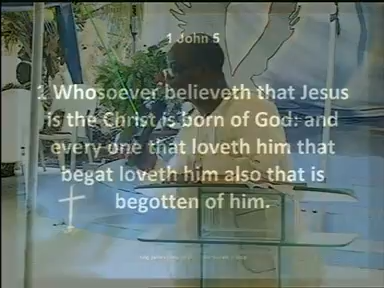 1 John 5
1 Whosoever believeth that Jesus
is the Christ is born of God: and
every one that loveth him that
begat loveth him also that is
begotten of him.